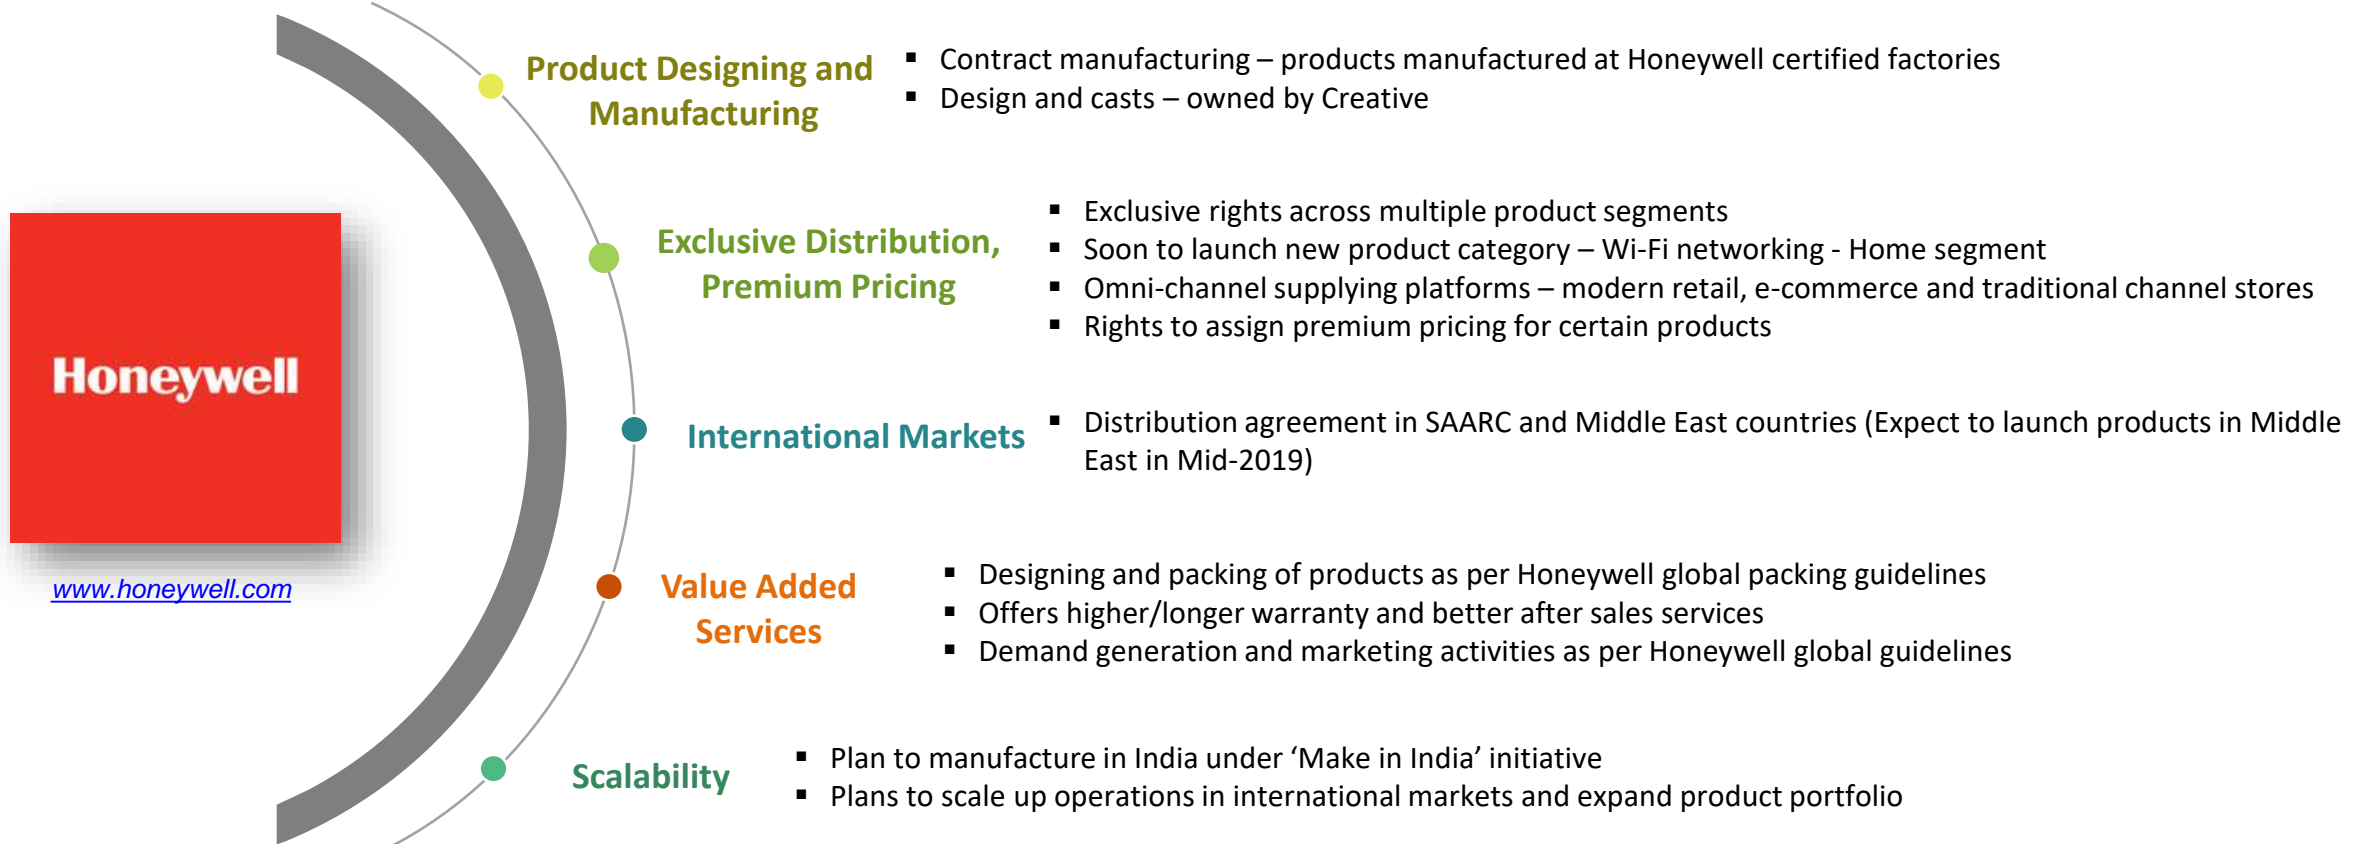 Honeywell
www.honeywell.com
Product Designing and
Manufacturing
▪ Contract manufacturing – products manufactured at Honeywell certified factories
▪ Design and casts – owned by Creative
Exclusive Distribution,
Premium Pricing
▪ Exclusive rights across multiple product segments
▪ Soon to launch new product category – Wi-Fi networking - Home segment
▪ Omni-channel supplying platforms – modern retail, e-commerce and traditional channel stores
▪ Rights to assign premium pricing for certain products
International Markets
▪ Distribution agreement in SAARC and Middle East countries (Expect to launch products in Middle
East in Mid-2019)
Value Added
Services
▪ Designing and packing of products as per Honeywell global packing guidelines
▪ Offers higher/longer warranty and better after sales services
▪ Demand generation and marketing activities as per Honeywell global guidelines
Scalability
▪ Plan to manufacture in India under ‘Make in India’ initiative
▪ Plans to scale up operations in international markets and expand product portfolio